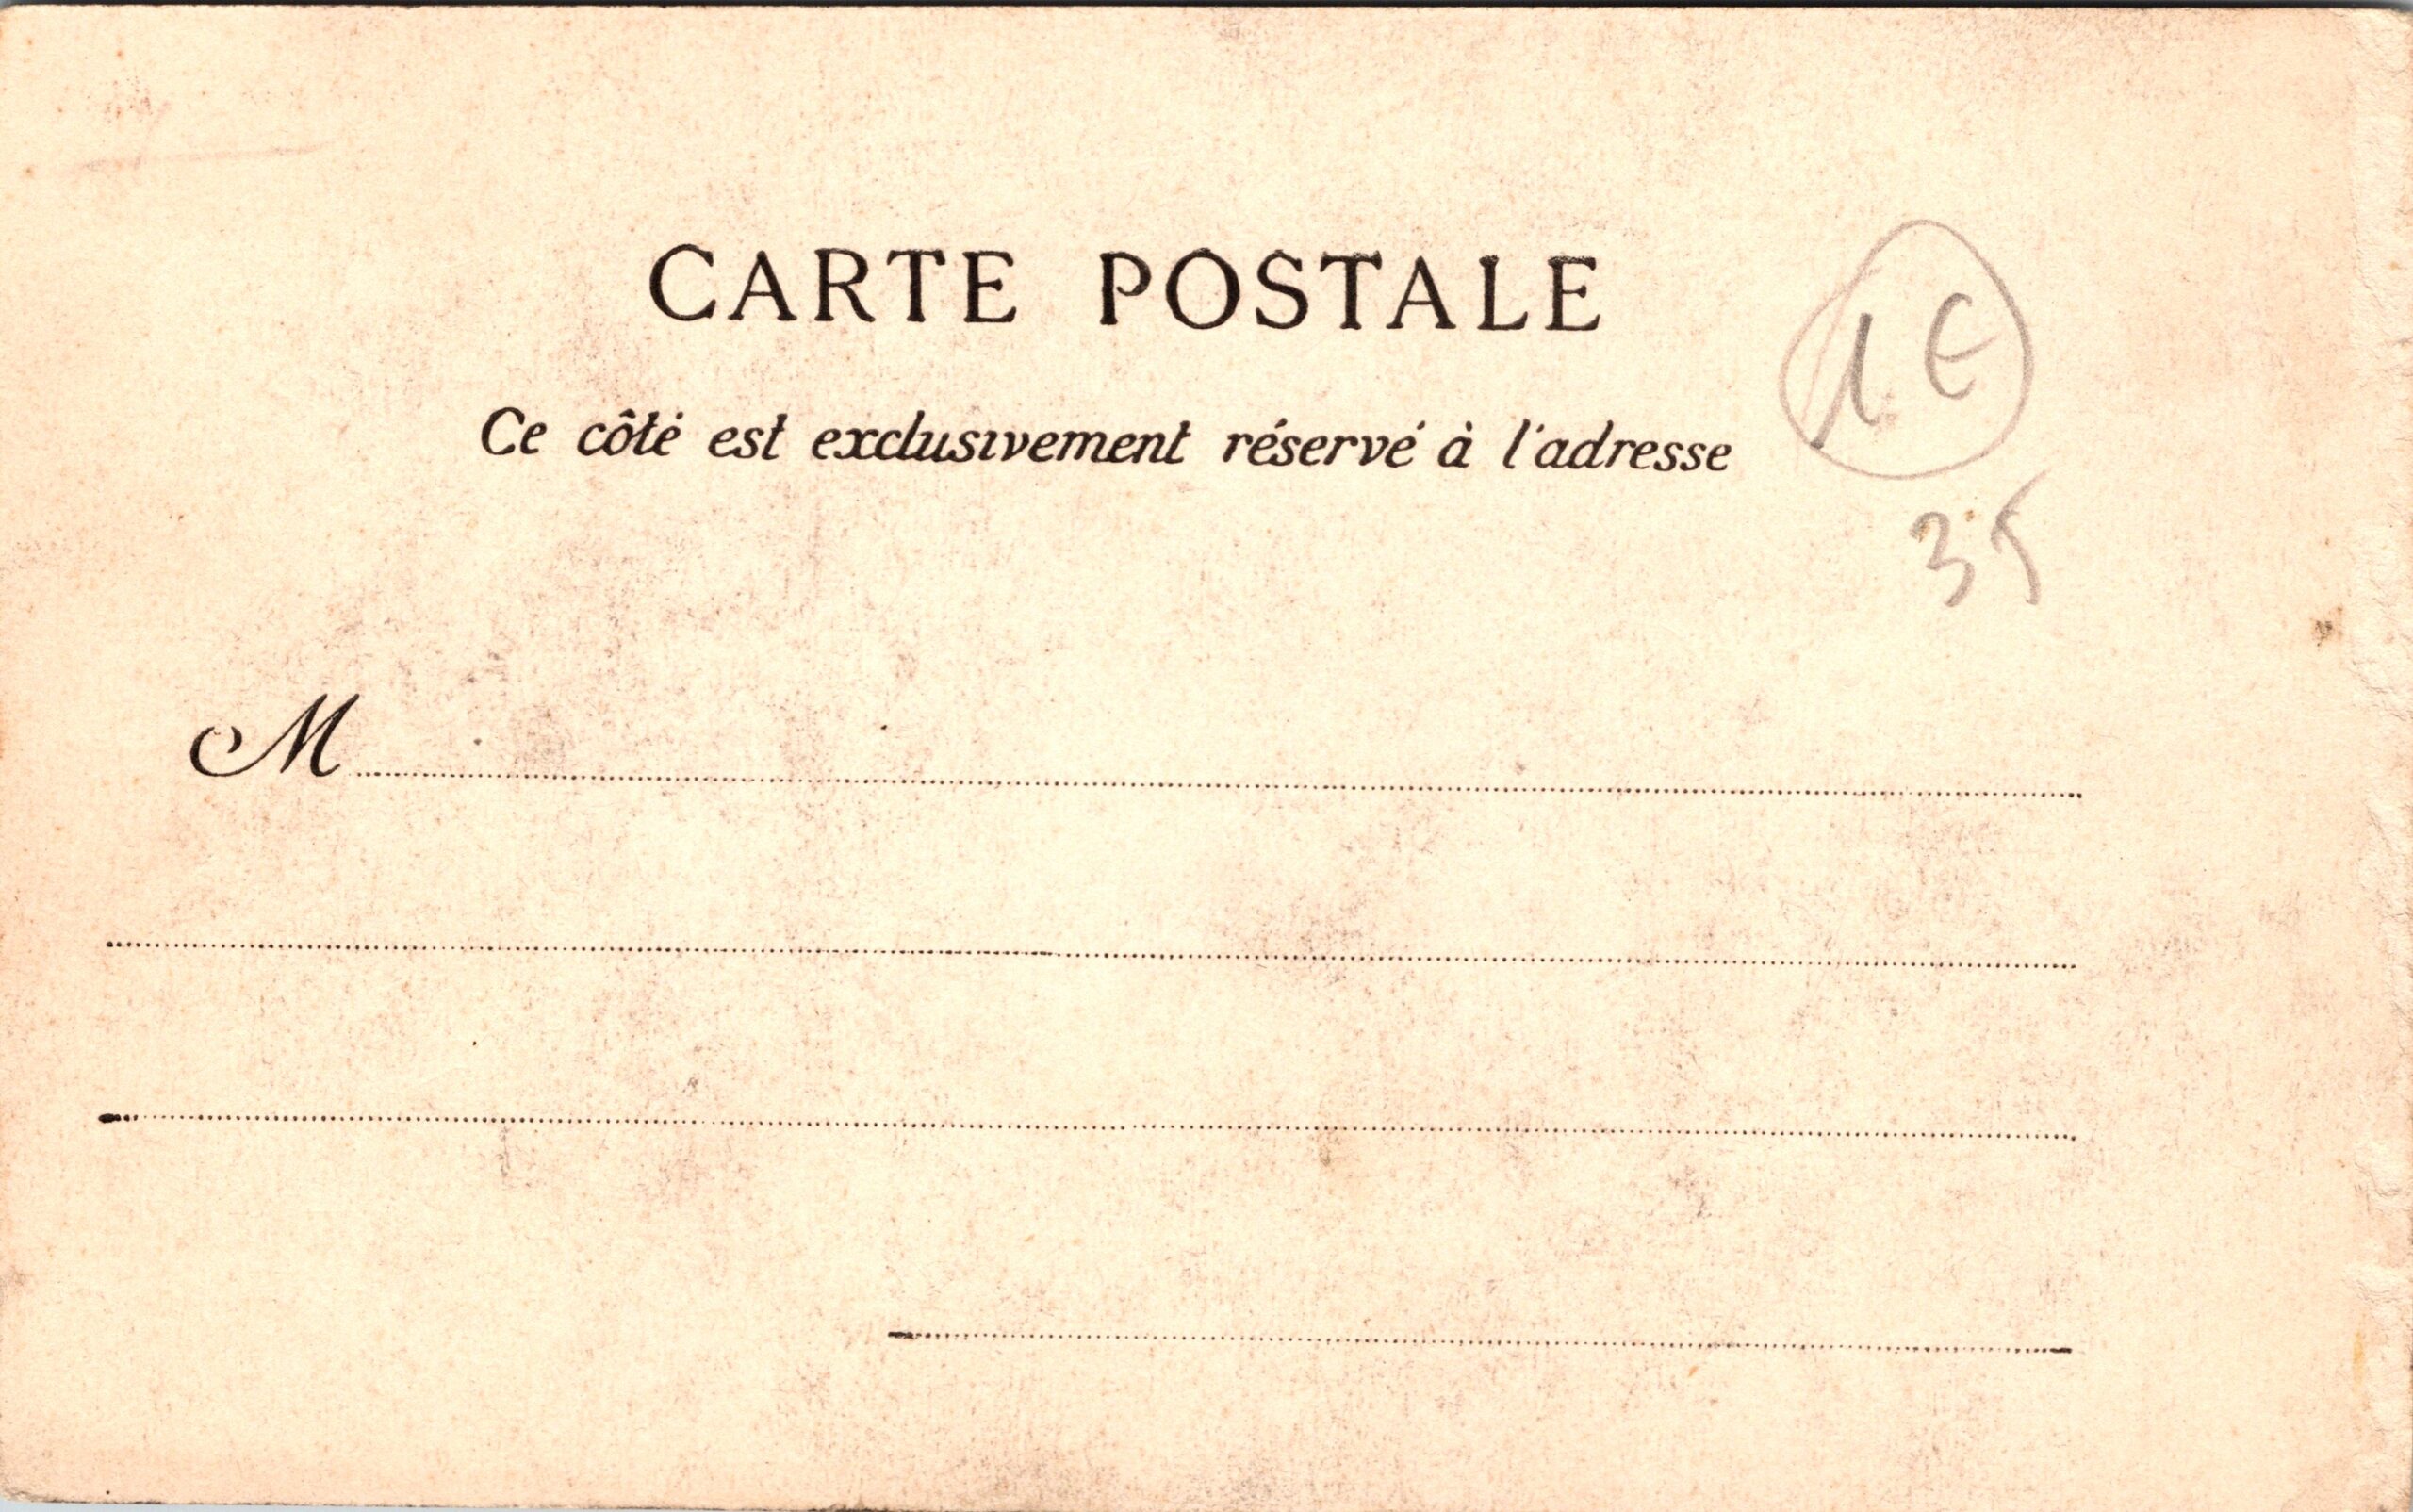 CARTE POSTALE
Ce côté est exclusivement réservé à l'adresse
1 €
35
M